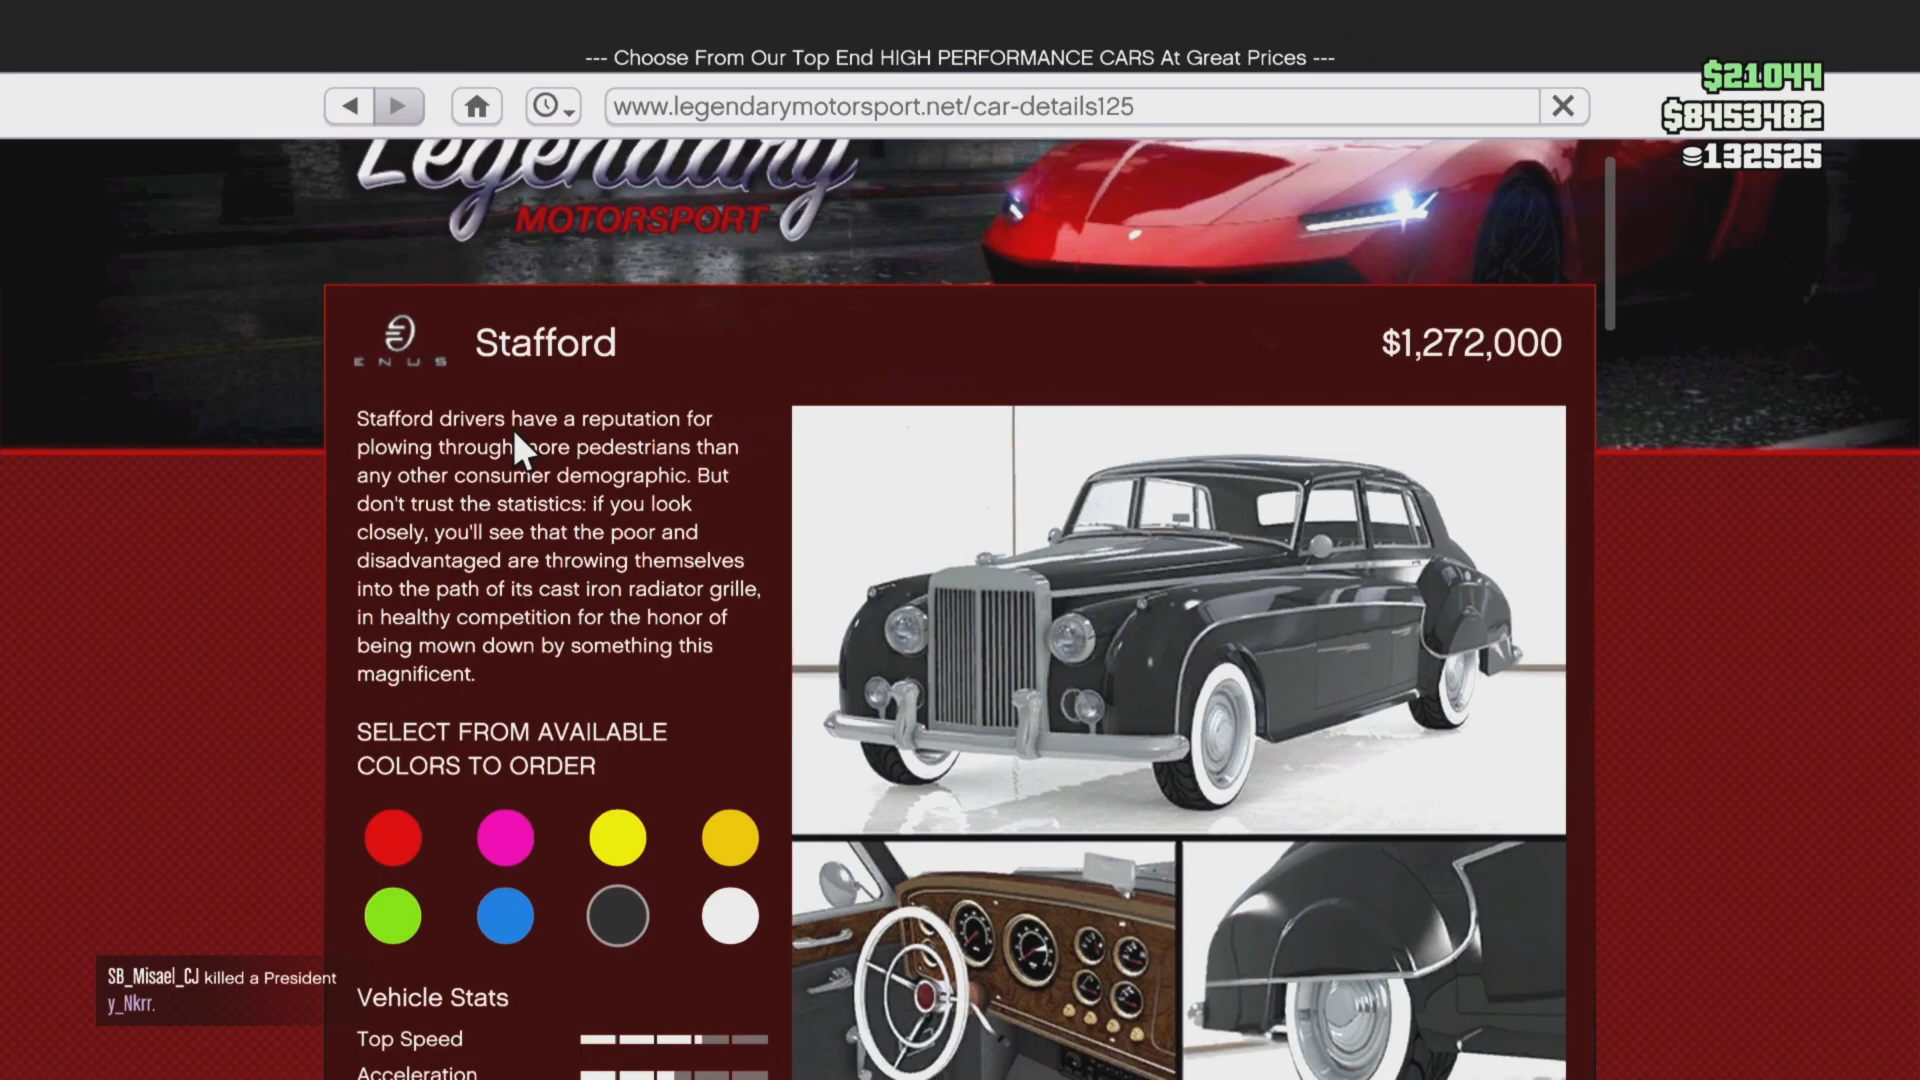 --- Choose From Our Top End HIGH PERFORMANCE CARS At Great Prices ---
$21044
www.legendarymotorsport.net/car-details125
$8453482
132525
Legendary
MOTORSPORT
ENUS
Stafford
$1,272,000
Stafford drivers have a reputation for
plowing through more pedestrians than
any other consumer demographic. But
don't trust the statistics: if you look
closely, you'll see that the poor and
disadvantaged are throwing themselves
into the path of its cast iron radiator grille,
in healthy competition for the honor of
being mown down by something this
magnificent.
SELECT FROM AVAILABLE
COLORS TO ORDER
SB_Misael_CJ killed a President
y_Nkrr.
Vehicle Stats
Top Speed
Acceleration